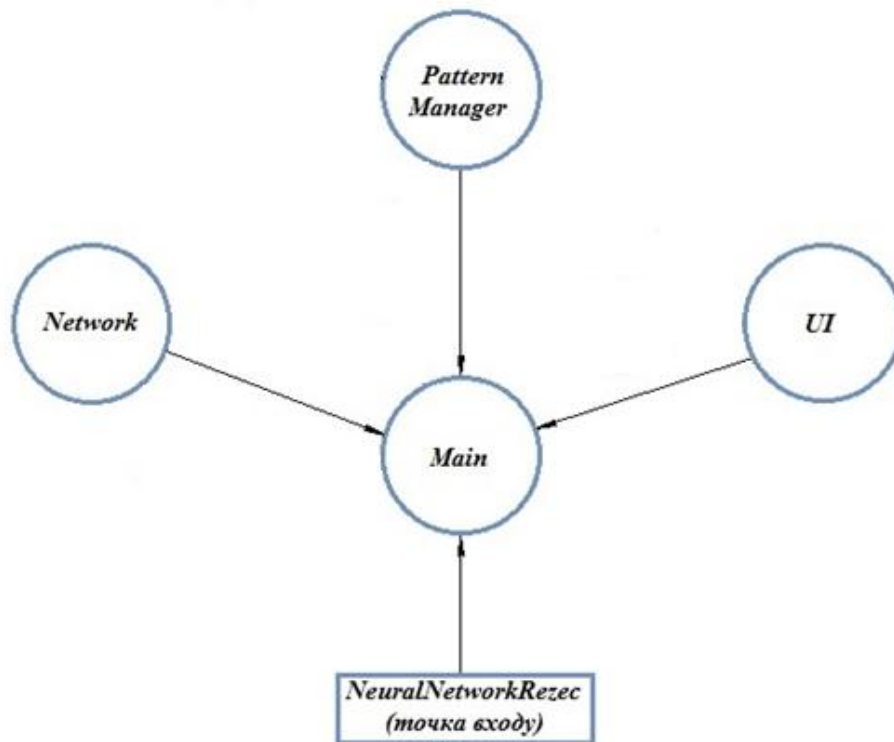 Pattern
Manager
Network
UI
Main
NeuralNetworkRezec
(точка входу)